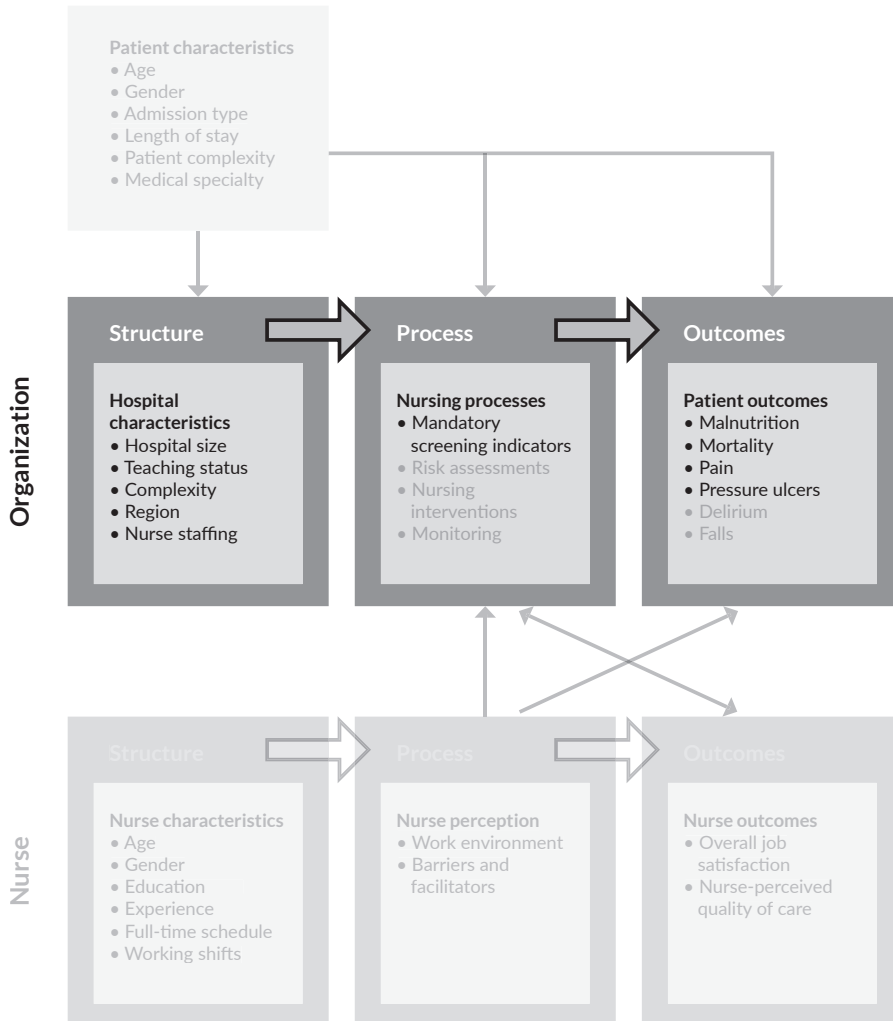 Patient characteristics
• Age
• Gender
• Admission type
• Length of stay
• Patient complexity
• Medical specialty
Organization
Structure
Hospital
characteristics
• Hospital size
• Teaching status
• Complexity
• Region
• Nurse staffing
Process
Nursing processes
• Mandatory
screening indicators
• Risk assessments
• Nursing
interventions
• Monitoring
Outcomes
Patient outcomes
• Malnutrition
• Mortality
• Pain
• Pressure ulcers
• Delirium
• Falls
Nurse
Structure
Nurse characteristics
• Age
• Gender
• Education
• Experience
• Full-time schedule
• Working shifts
Process
Nurse perception
• Work environment
• Barriers and
facilitators
Outcomes
Nurse outcomes
• Overall job
satisfaction
• Nurse-perceived
quality of care